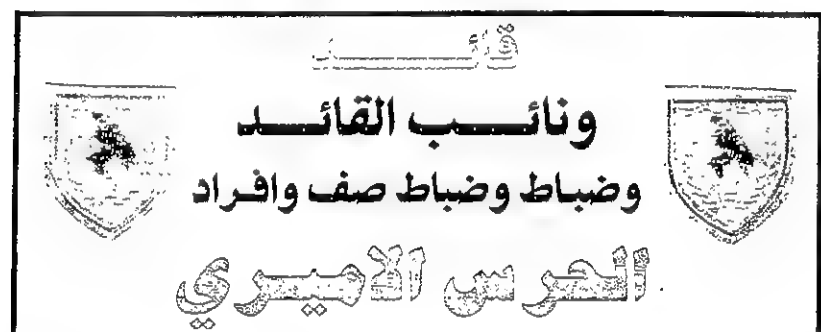 قائد
ونائب القائد
وضباط وضباط صف وافراد
الحرس الاميري